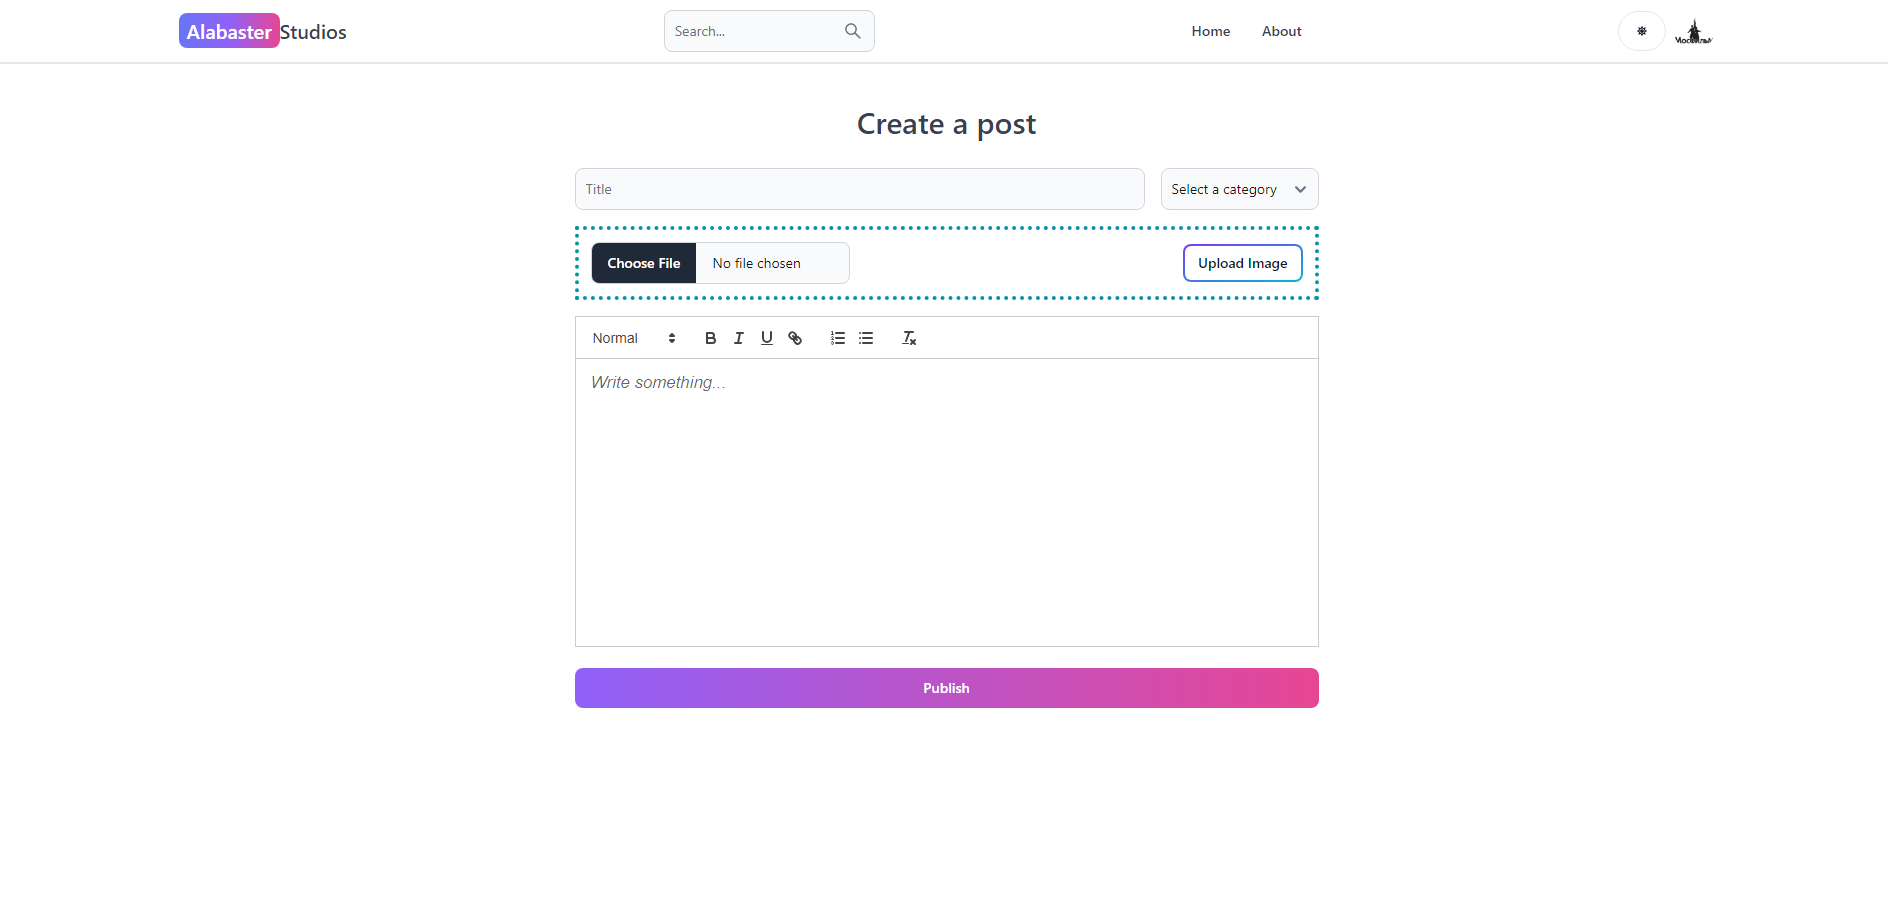 Alabaster Studios
Search...
Home
About
Create a post
Title
Select a category
Choose File
No file chosen
Upload Image
Normal
Write something...
Publish